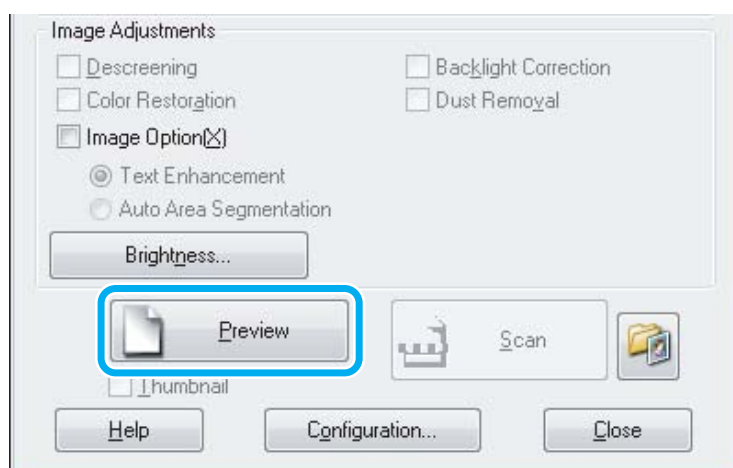 Image Adjustments
Descreening Backlight Correction
Color Restoration Dust Removal
Image Option(X)
Text Enhancement
Auto Area Segmentation
Brightness...
Preview Scan
Thumbnail
Help Configuration... Close